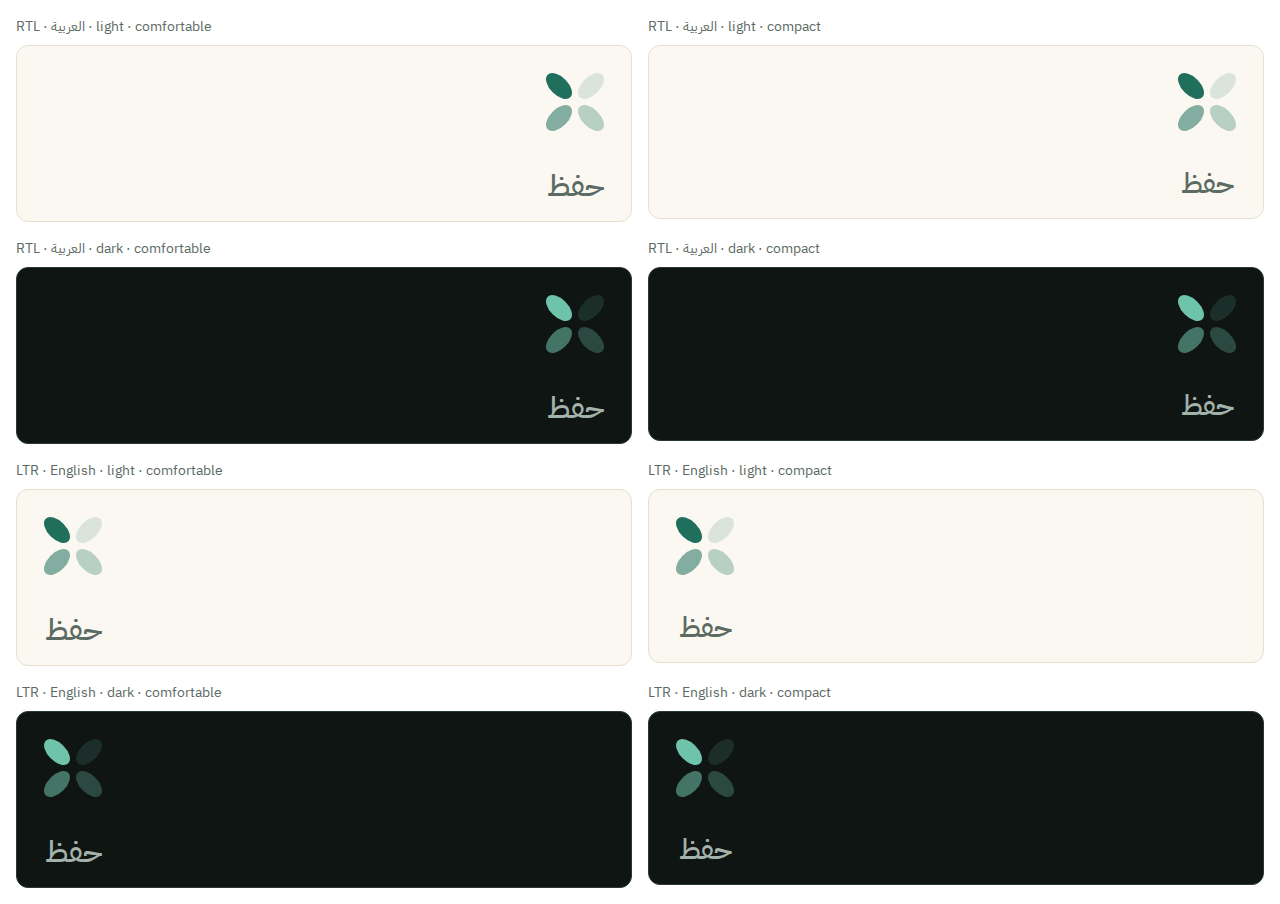 RTL · العربية · light · comfortable
RTL · العربية · light · compact
حفظ
حفظ
RTL · العربية · dark · comfortable
RTL · العربية · dark · compact
حفظ
حفظ
LTR · English · light · comfortable
LTR · English · light · compact
حفظ
حفظ
LTR · English · dark · comfortable
LTR · English · dark · compact
حفظ
حفظ